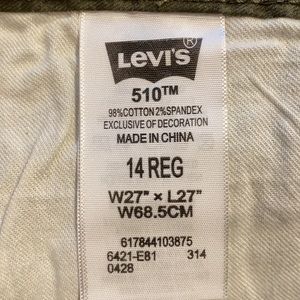 LEVI'S®
510™
98%COTTON 2%SPANDEX
EXCLUSIVE OF DECORATION
MADE IN CHINA
14 REG
W27" × L27"
W68.5CM
617844103875
6421-E81 314
0428